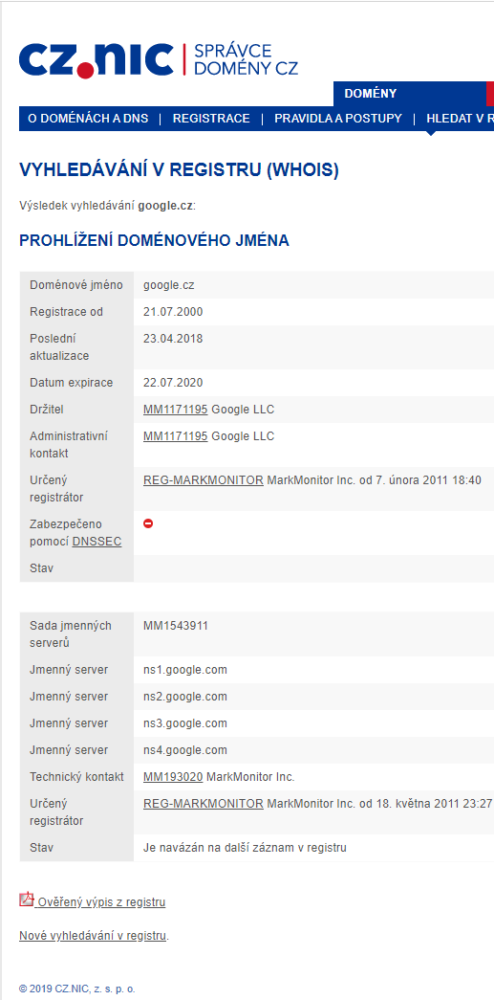 CZ.NIC | SPRÁVCE
DOMÉNY CZ
DOMÉNY
O DOMÉNÁCH A DNS | REGISTRACE | PRAVIDLA A POSTUPY | HLEDAT V R
VYHLEDÁVÁNÍ V REGISTRU (WHOIS)
Výsledek vyhledávání google.cz:
PROHLÍŽENÍ DOMÉNOVÉHO JMÉNA
Doménové jméno google.cz
Registrace od 21.07.2000
Poslední 23.04.2018
aktualizace
Datum expirace 22.07.2020
Držitel MM1171195 Google LLC
Administrativní MM1171195 Google LLC
kontakt
Určený REG-MARKMONITOR MarkMonitor Inc. od 7. února 2011 18:40
registrátor
Zabezpečeno
pomocí DNSSEC
Stav
Sada jmenných MM1543911
serverů
Jmenný server ns1.google.com
Jmenný server ns2.google.com
Jmenný server ns3.google.com
Jmenný server ns4.google.com
Technický kontakt MM193020 MarkMonitor Inc.
Určený REG-MARKMONITOR MarkMonitor Inc. od 18. května 2011 23:27
registrátor
Stav Je navázán na další záznam v registru
Ověřený výpis z registru
Nové vyhledávání v registru.
© 2019 CZ.NIC, z. s. p. o.